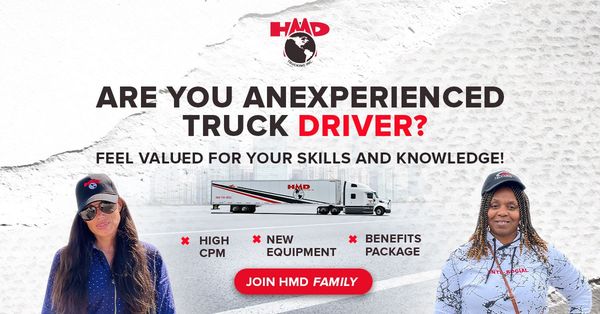 HMD
TRUCKING INC.
ARE YOU ANEXPERIENCED
TRUCK DRIVER?
FEEL VALUED FOR YOUR SKILLS AND KNOWLEDGE!
HMD
HIGH
CPM
NEW
EQUIPMENT
BENEFITS
PACKAGE
JOIN HMD FAMILY